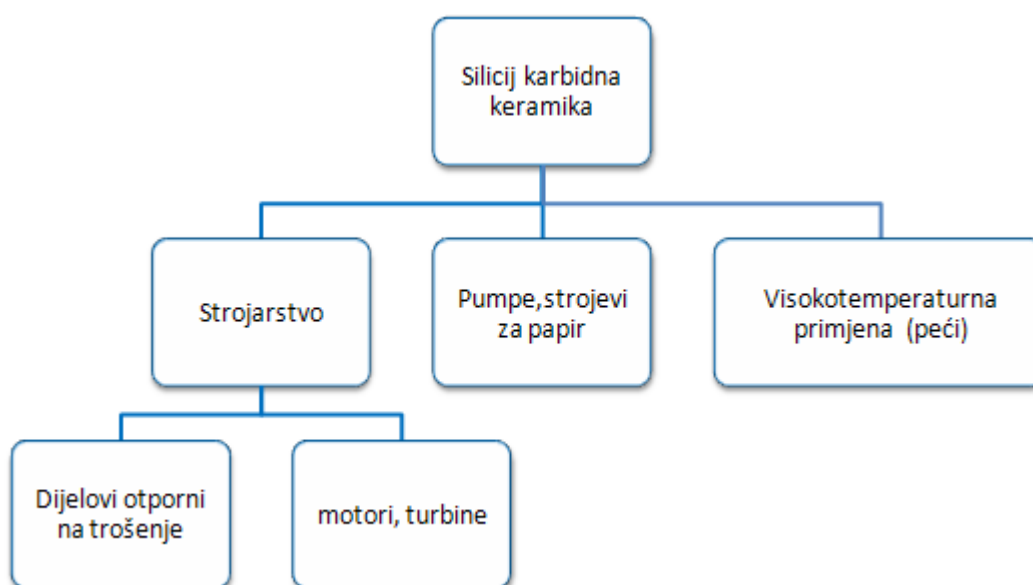 Silicij karbidna
keramika
Strojarstvo
Pumpe,strojevi
za papir
Visokotemperaturna
primjena (peći)
Dijelovi otporni
na trošenje
motori, turbine